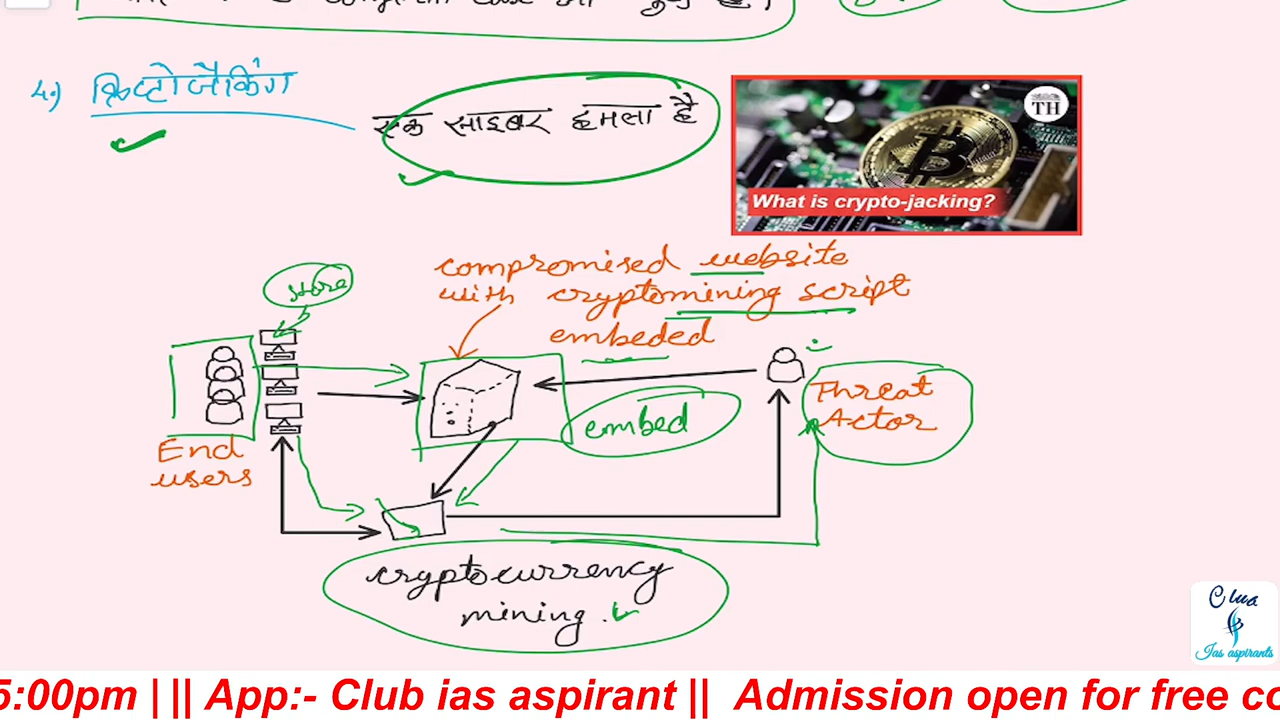 4.) क्रिप्टोजैकिंग
एक साइबर हमला है
TH
What is crypto-jacking?
compromised website
with cryptomining script
embeded
store
End
users
embed
Threat
Actor
cryptocurrency
mining.
Club
Ias aspirants
5:00pm | || App:- Club ias aspirant || Admission open for free co